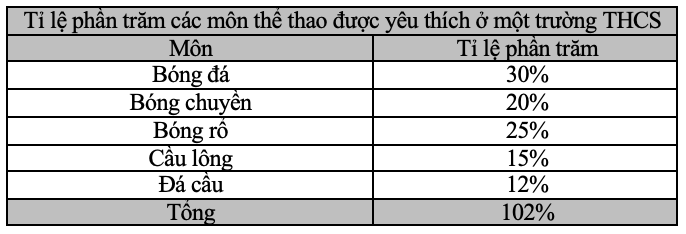 Tỉ lệ phần trăm các môn thể thao được yêu thích ở một trường THCS
Môn Tỉ lệ phần trăm
Bóng đá 30%
Bóng chuyền 20%
Bóng rổ 25%
Cầu lông 15%
Đá cầu 12%
Tổng 102%